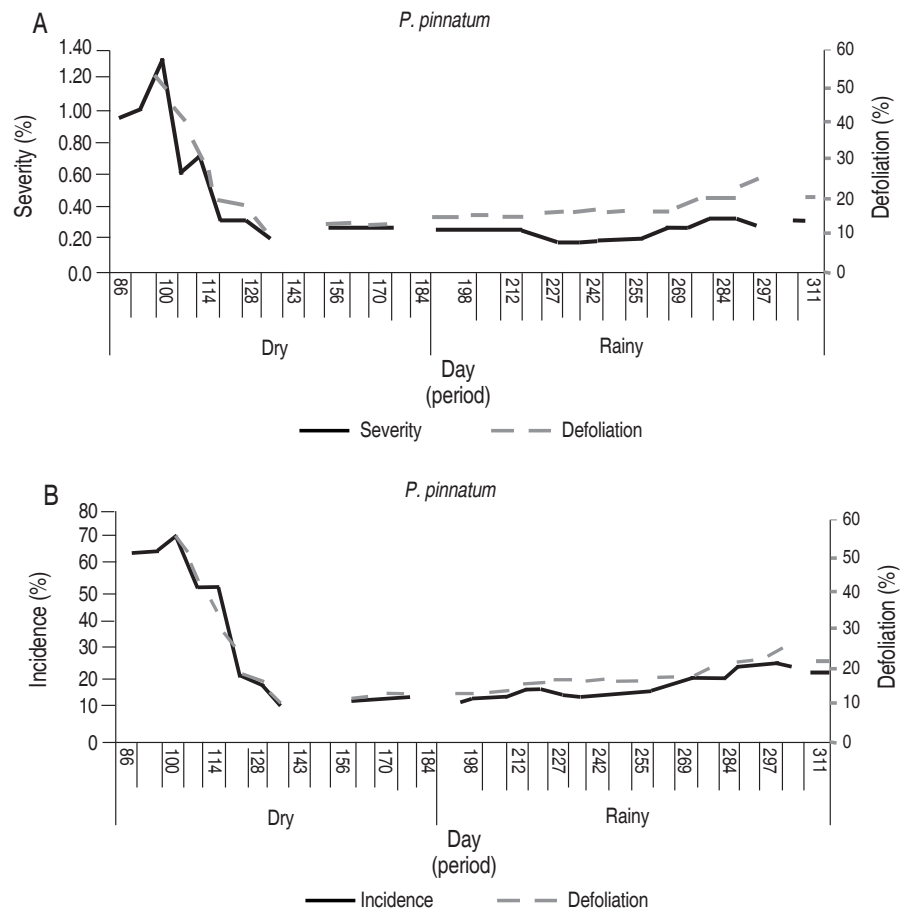 A
P. pinnatum
Severity (%)
1.40
1.20
1.00
0.80
0.60
0.40
0.20
0.0
60
50
40
30
20
10
0
Defoliation (%)
86 100 114 128 143 156 170 184 198 212 227 242 255 269 284 297 311
Dry Rainy
Day
(period)
Severity Defoliation
B
P. pinnatum
Incidence (%)
80
70
60
50
40
30
20
10
0
60
50
40
30
20
10
0
Defoliation (%)
86 100 114 128 143 156 170 184 198 212 227 242 255 269 284 297 311
Dry Rainy
Day
(period)
Incidence Defoliation